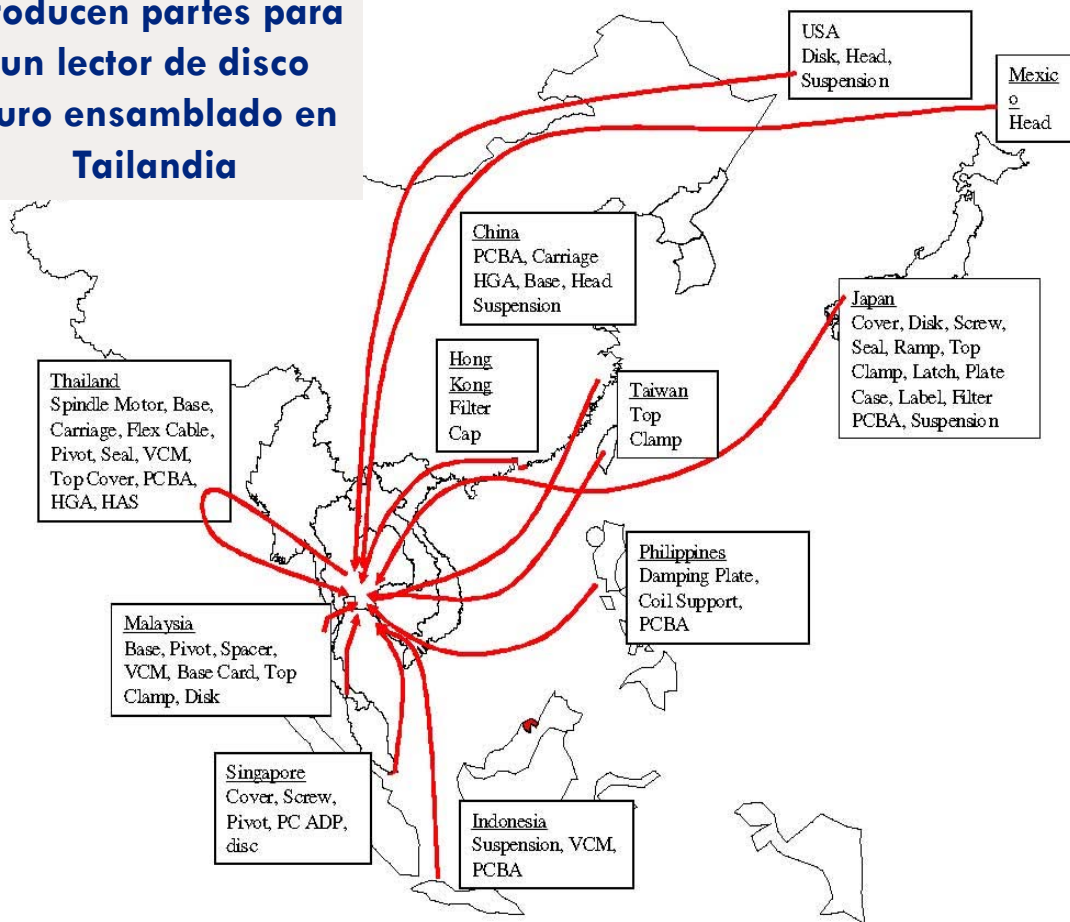 un lector de disco
ensamblado en
Tailandia
USA
Disk, Head,
Suspension
Mexic
o
Head
China
PCBA, Carriage
HGA, Base, Head
Suspension
Japan
Cover, Disk, Screw,
Seal, Ramp, Top
Clamp, Latch, Plate
Case, Label, Filter
PCBA, Suspension
Hong
Kong
Filter
Cap
Taiwan
Top
Clamp
Thailand
Spindle Motor, Base,
Carriage, Flex Cable,
Pivot, Seal, VCM,
Top Cover, PCBA,
HGA, HAS
Philippines
Damping Plate,
Coil Support,
PCBA
Malaysia
Base, Pivot, Spacer,
VCM, Base Card, Top
Clamp, Disk
Singapore
Cover, Screw,
Pivot, PC ADP,
disc
Indonesia
Suspension, VCM,
PCBA